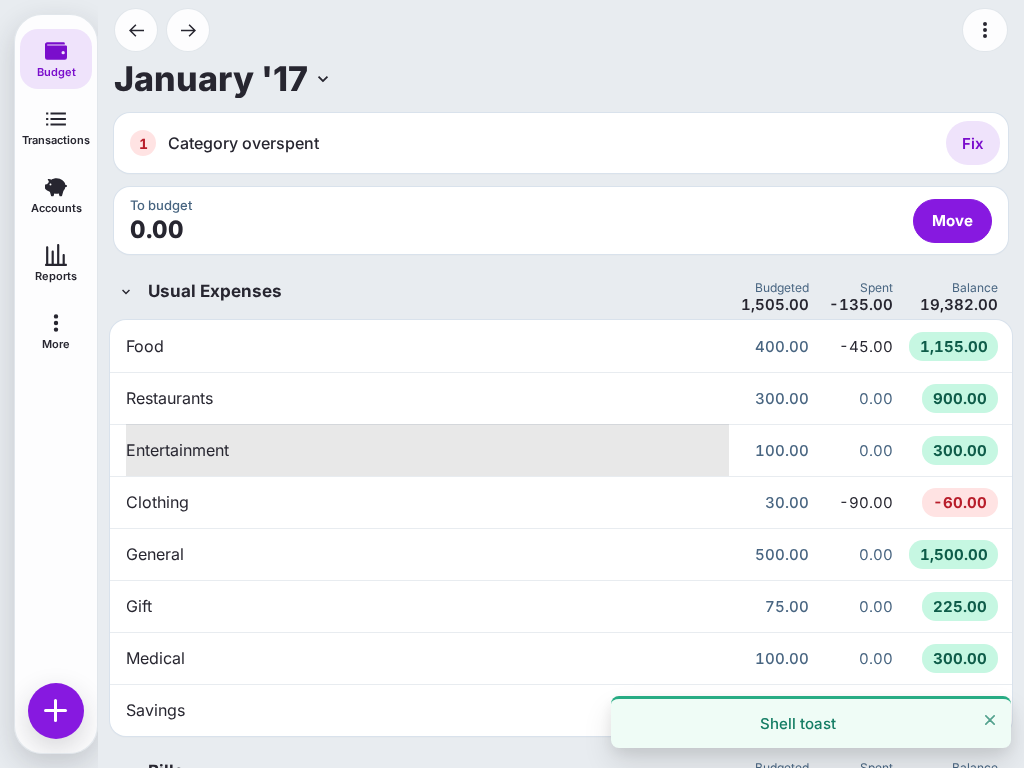 Budget
Transactions
Accounts
Reports
More
January '17
1 Category overspent Fix
To budget
0.00
Move
Usual Expenses Budgeted Spent Balance
1,505.00 -135.00 19,382.00
Food 400.00 -45.00 1,155.00
Restaurants 300.00 0.00 900.00
Entertainment 100.00 0.00 300.00
Clothing 30.00 -90.00 -60.00
General 500.00 0.00 1,500.00
Gift 75.00 0.00 225.00
Medical 100.00 0.00 300.00
Savings
Shell toast
Bills Budgeted Spent Balance